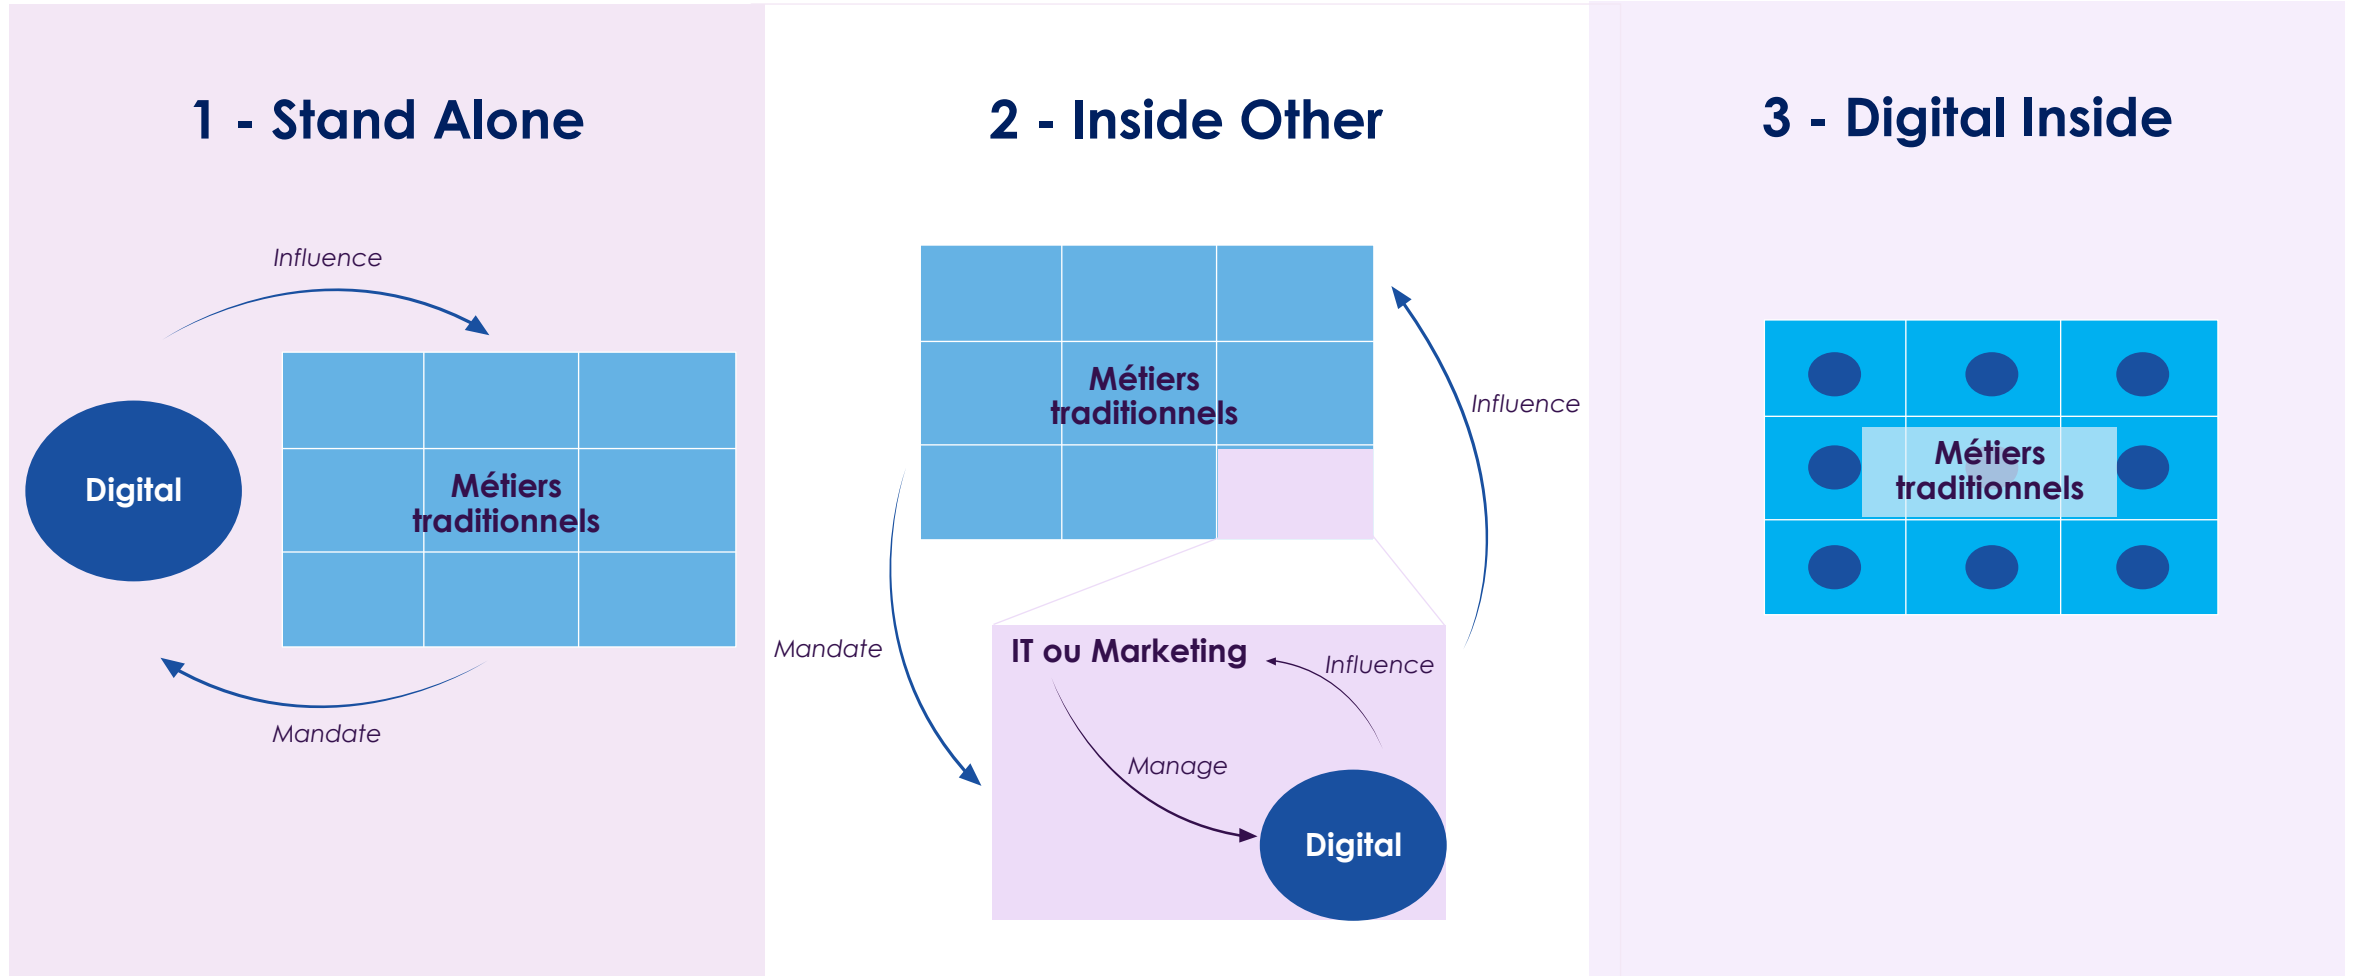 1 - Stand Alone
Influence
Digital
Métiers
traditionnels
Mandate
2 - Inside Other
Métiers
traditionnels
Influence
Mandate
IT ou Marketing
Influence
Manage
Digital
3 - Digital Inside
Métiers
traditionnels